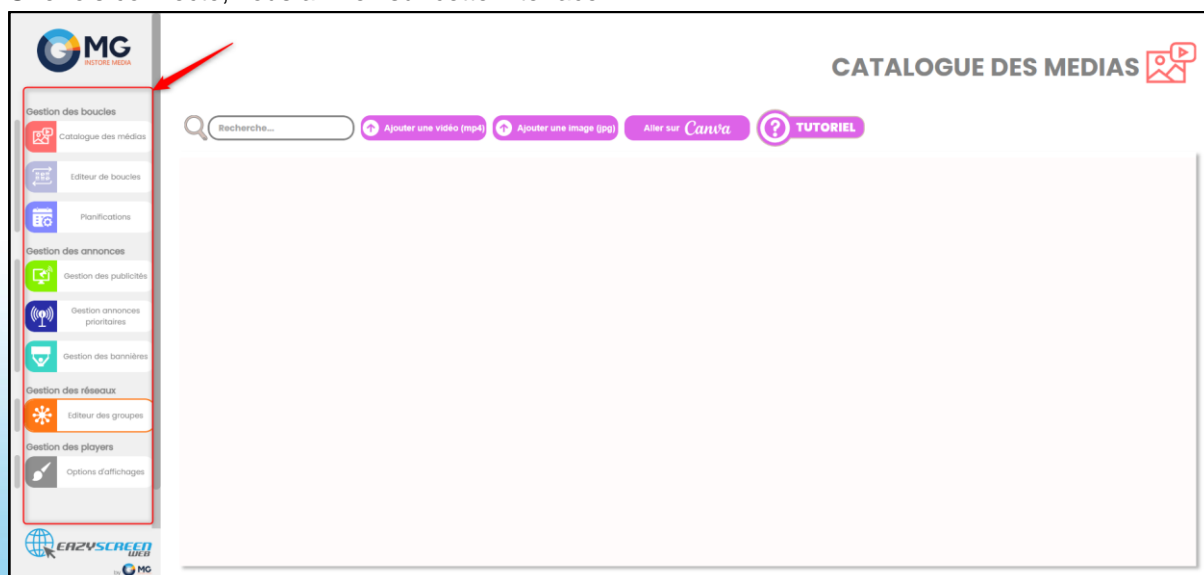 MG
INSTORE MEDIA
CATALOGUE DES MEDIAS
Gestion des boucles
Catalogue des médias
Recherche...
Ajouter une vidéo (mp4)
Ajouter une image (jpg)
Aller sur Canva
? TUTORIEL
Editeur de boucles
Planifications
Gestion des annonces
Gestion des publicités
Gestion annonces
prioritaires
Gestion des bannières
Gestion des réseaux
Editeur des groupes
Gestion des players
Options d'affichages
EAZYSCREEN
WEB
by MG